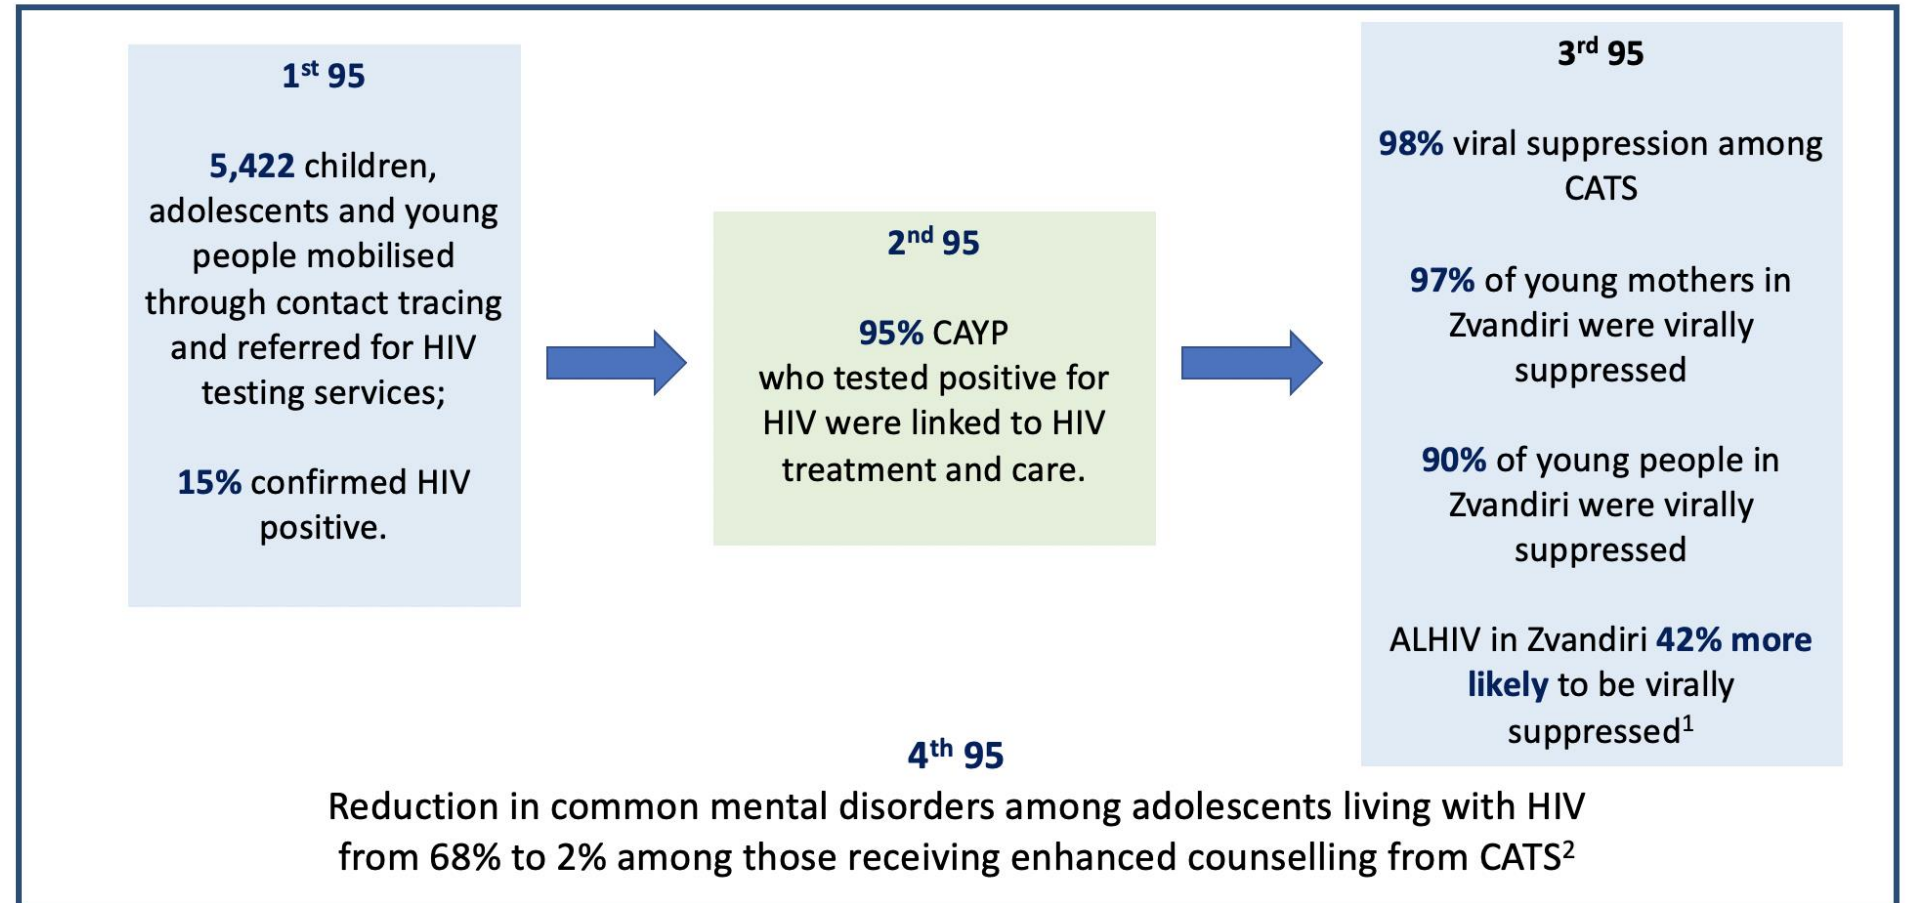 1st 95
5,422 children,
adolescents and young
people mobilised
through contact tracing
and referred for HIV
testing services;
15% confirmed HIV
positive.
2nd 95
95% CAYP
who tested positive for
HIV were linked to HIV
treatment and care.
3rd 95
98% viral suppression among
CATS
97% of young mothers in
Zvandiri were virally
suppressed
90% of young people in
Zvandiri were virally
suppressed
ALHIV in Zvandiri 42% more
likely to be virally
suppressed1
4th 95
Reduction in common mental disorders among adolescents living with HIV
from 68% to 2% among those receiving enhanced counselling from CATS2